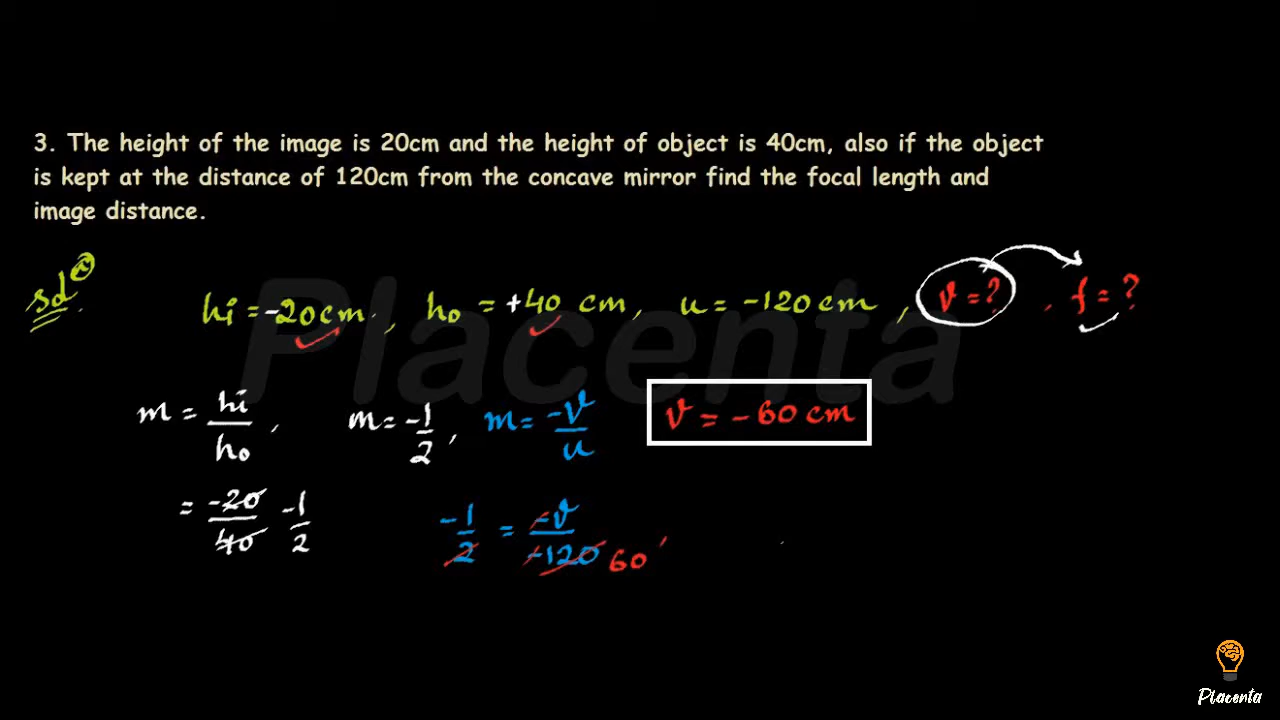 3. The height of the image is 20cm and the height of object is 40cm, also if the object
is kept at the distance of 120cm from the concave mirror find the focal length and
image distance.
Solⁿ
hi = -20cm, ho = +40 cm, u = -120cm, v = ?, f = ?
Placenta
m = hi/ho, m = -1/2, m = -v/u
v = -60 cm
= -20/40 -1/2
-1/2 = -v/-120 60
Placenta